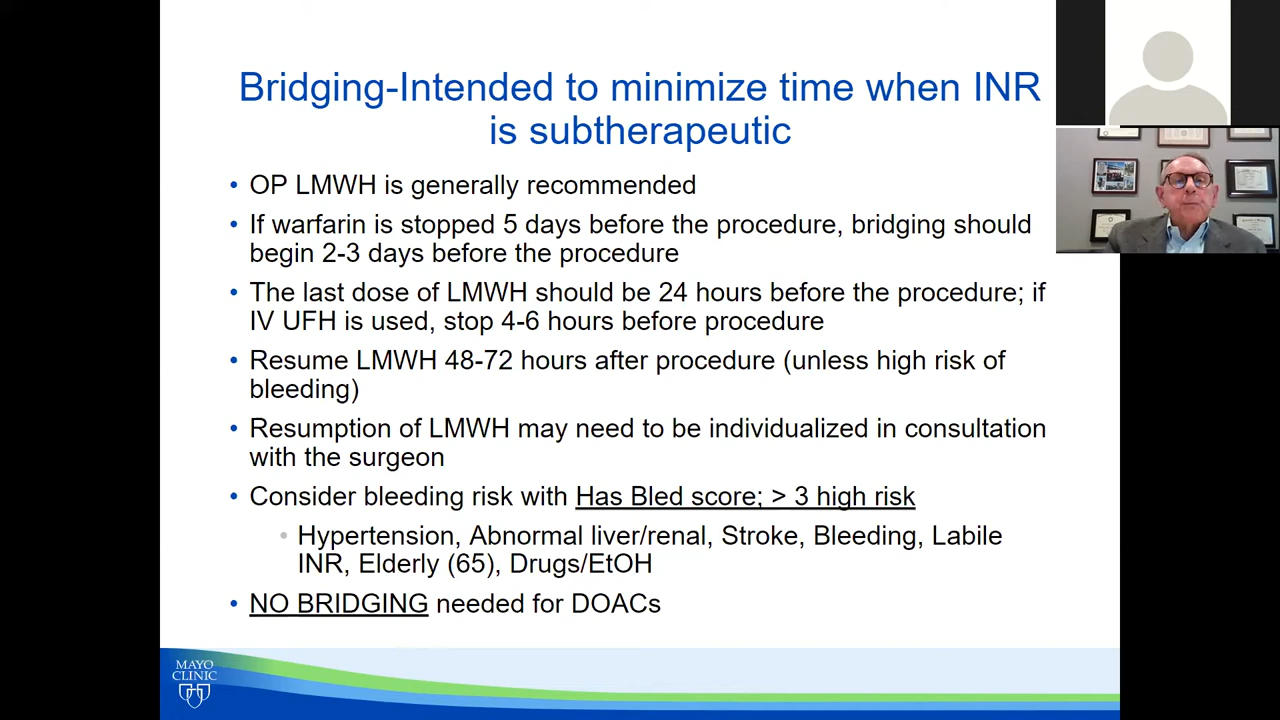 Bridging-Intended to minimize time when INR
is subtherapeutic
• OP LMWH is generally recommended
• If warfarin is stopped 5 days before the procedure, bridging should
begin 2-3 days before the procedure
• The last dose of LMWH should be 24 hours before the procedure; if
IV UFH is used, stop 4-6 hours before procedure
• Resume LMWH 48-72 hours after procedure (unless high risk of
bleeding)
• Resumption of LMWH may need to be individualized in consultation
with the surgeon
• Consider bleeding risk with Has Bled score; > 3 high risk
• Hypertension, Abnormal liver/renal, Stroke, Bleeding, Labile
INR, Elderly (65), Drugs/EtOH
• NO BRIDGING needed for DOACs
MAYO
CLINIC